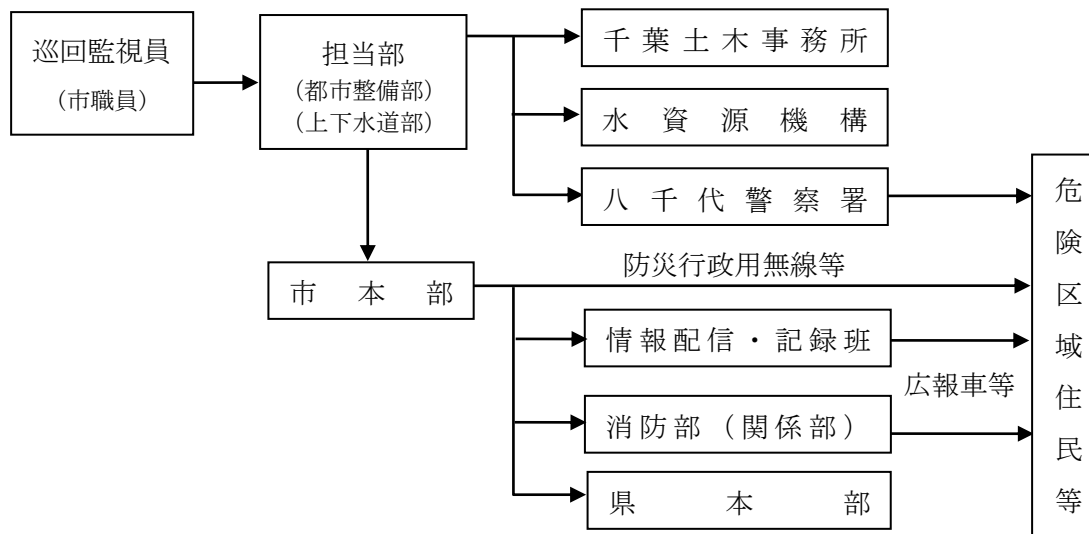 巡回監視員
（市職員）
担当部
（都市整備部）
（上下水道部）
千葉土木事務所
水資源機構
八千代警察署
市本部
防災行政用無線等
情報配信・記録班
広報車等
消防部（関係部）
県本部
危険区域住民等